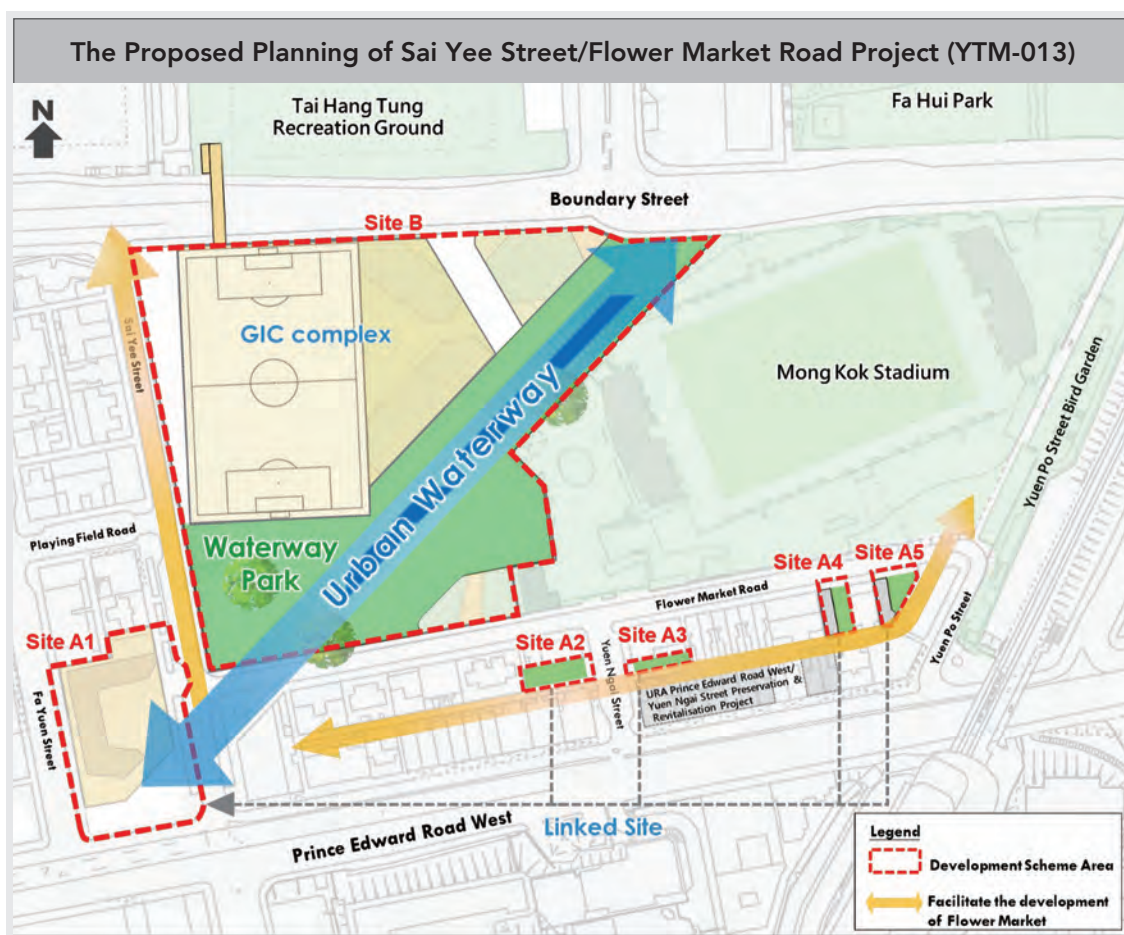 The Proposed Planning of Sai Yee Street/Flower Market Road Project (YTM-013)
N
Tai Hang Tung
Recreation Ground
Fa Hui Park
Boundary Street
Site B
Sai Yee Street
GIC complex
Mong Kok Stadium
Yuen Po Street Bird Garden
Urban Waterway
Playing Field Road
Waterway
Park
Site A4
Site A5
Flower Market Road
Site A1
Site A2
Site A3
Yuen Ngai Street
Yuen Po Street
Fa Yuen Street
URA Prince Edward Road West/
Yuen Ngai Street Preservation &
Revitalisation Project
Prince Edward Road West
Linked Site
Legend
Development Scheme Area
Facilitate the development
of Flower Market